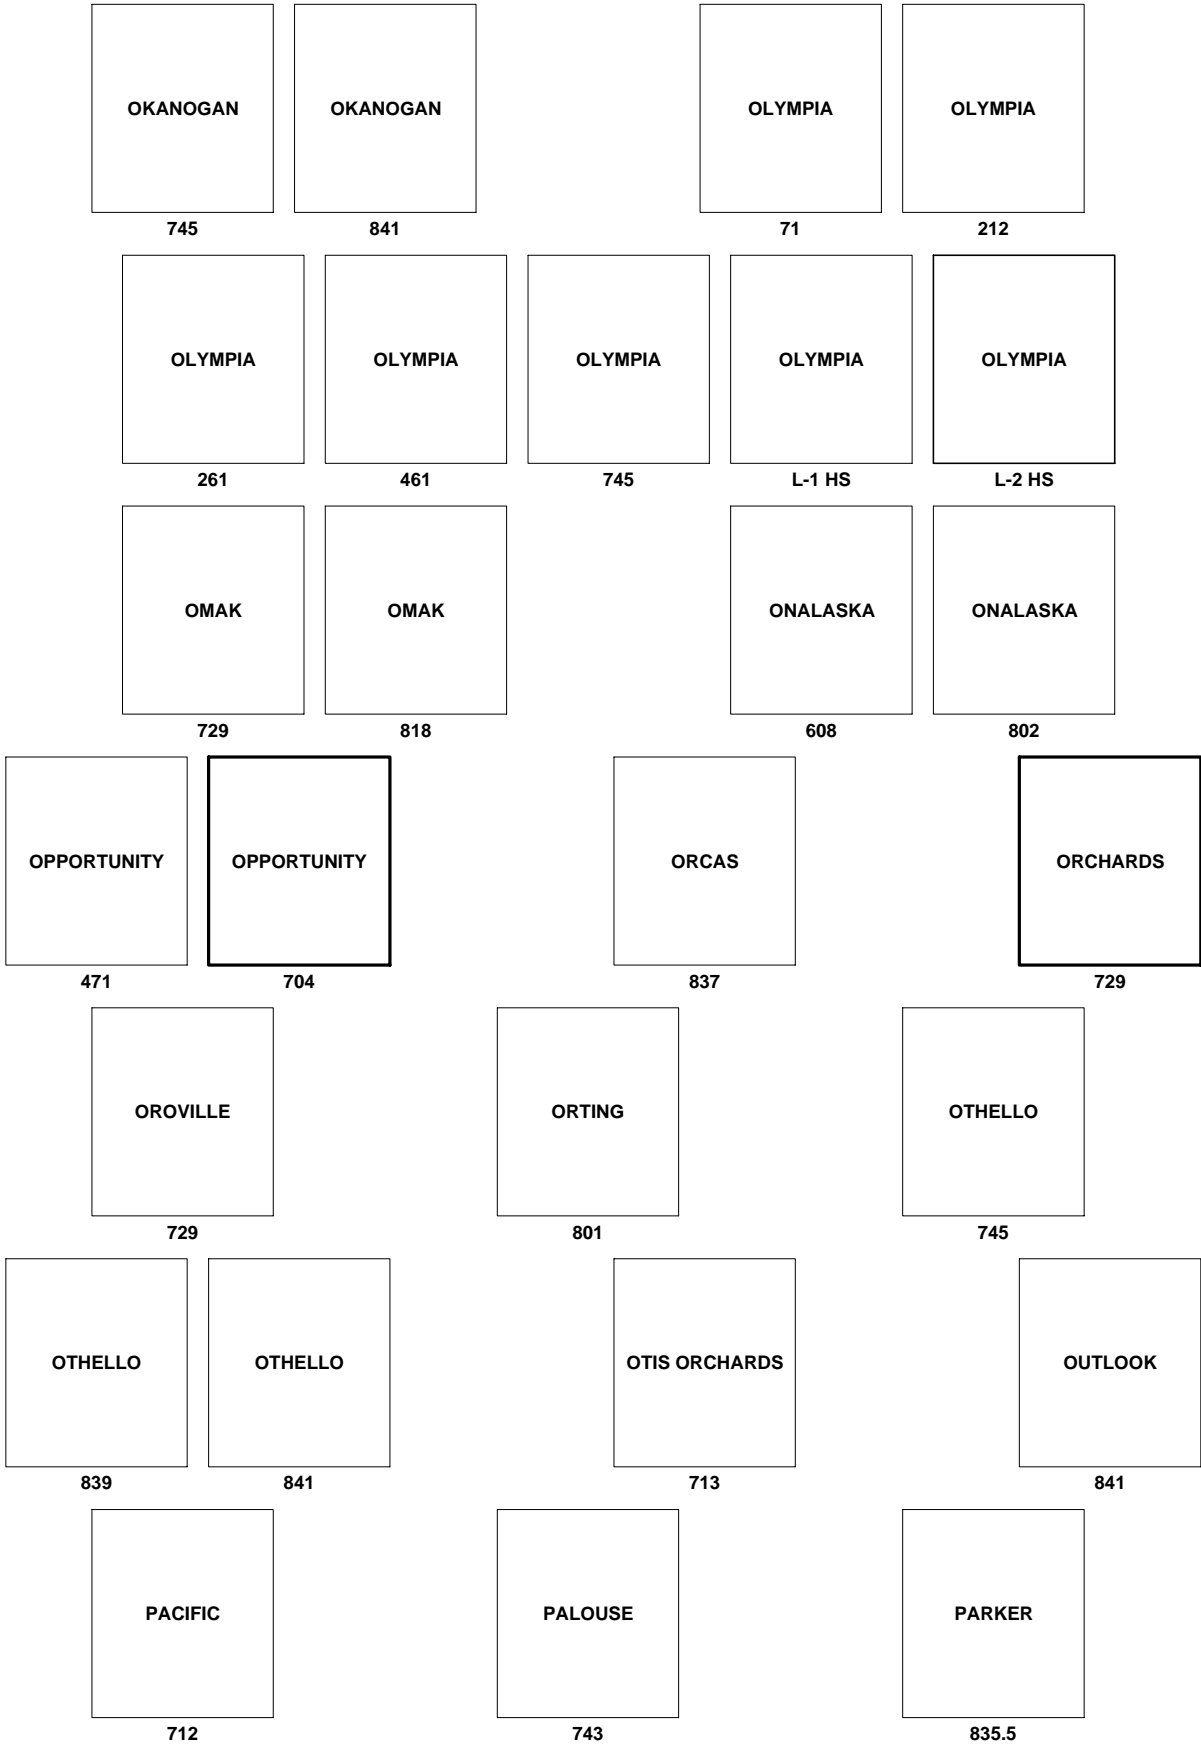 OKANOGAN OKANOGAN OLYMPIA OLYMPIA
745 841 71 212
OLYMPIA OLYMPIA OLYMPIA OLYMPIA OLYMPIA
261 461 745 L-1 HS L-2 HS
OMAK OMAK ONALASKA ONALASKA
729 818 608 802
OPPORTUNITY OPPORTUNITY ORCAS ORCHARDS
471 704 837 729
OROVILLE ORTING OTHELLO
729 801 745
OTHELLO OTHELLO OTIS ORCHARDS OUTLOOK
839 841 713 841
PACIFIC PALOUSE PARKER
712 743 835.5